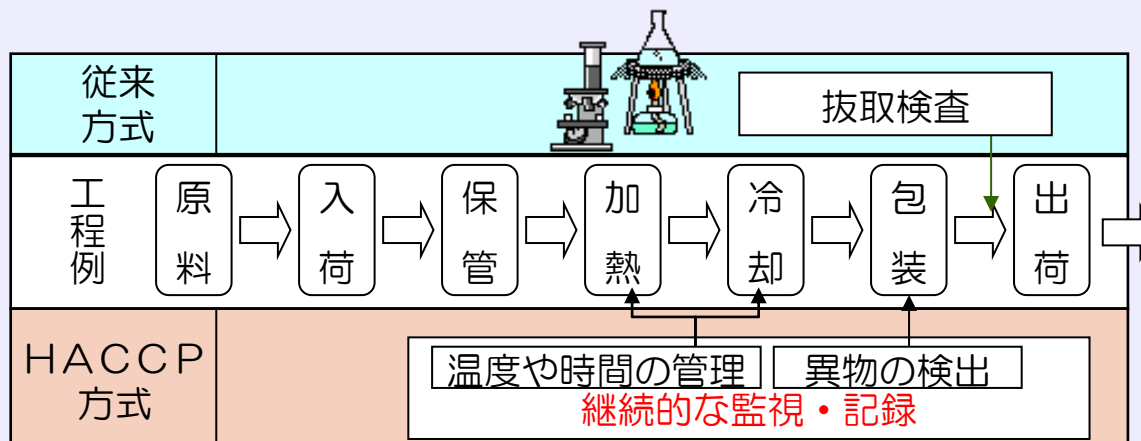 従来
方式
抜取検査
工程例
原料
入荷
保管
加熱
冷却
包装
出荷
HACCP
方式
温度や時間の管理
異物の検出
継続的な監視・記録